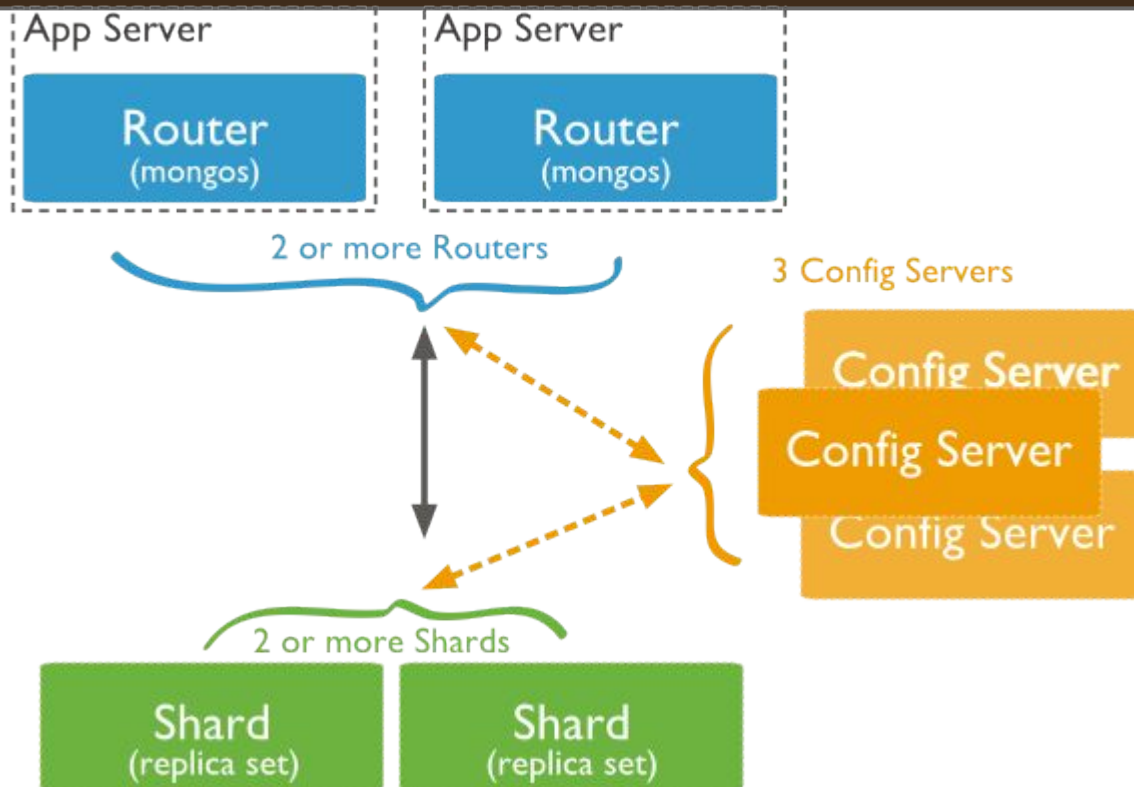 App Server
App Server
Router
(mongos)
Router
(mongos)
2 or more Routers
3 Config Servers
Config Server
Config Server
Config Server
2 or more Shards
Shard
(replica set)
Shard
(replica set)